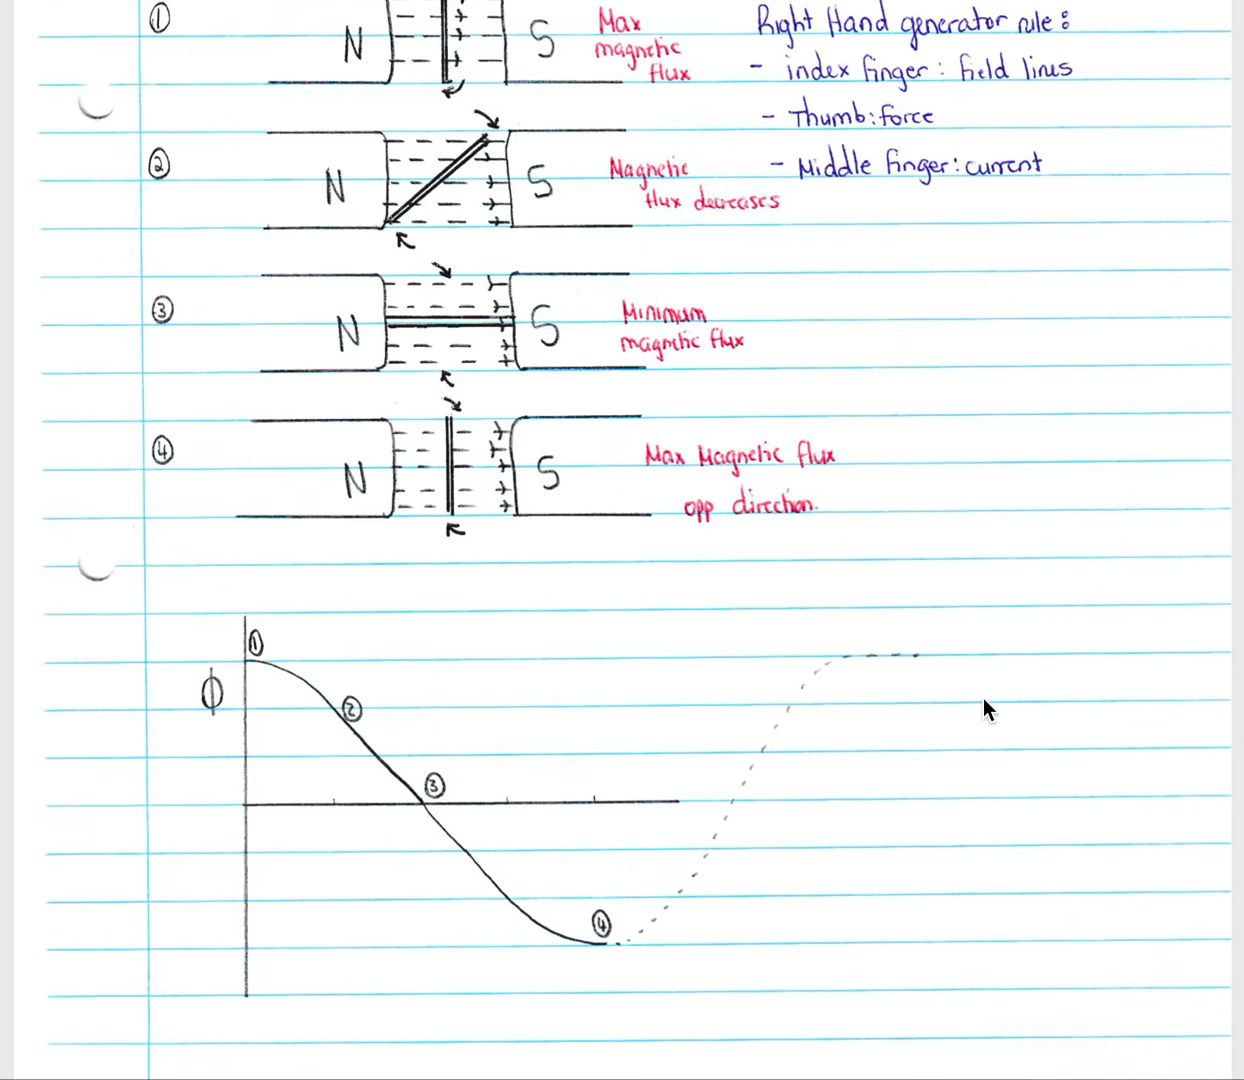 ①
N
S
Max
magnetic
flux
Right Hand generator rule:
- index finger: field lines
- Thumb: force
- Middle finger: current
②
N
S
Magnetic
flux decreases
③
N
S
Minimum
magnetic flux
④
N
S
Max Magnetic flux
opp direction.
①
Φ
②
③
④